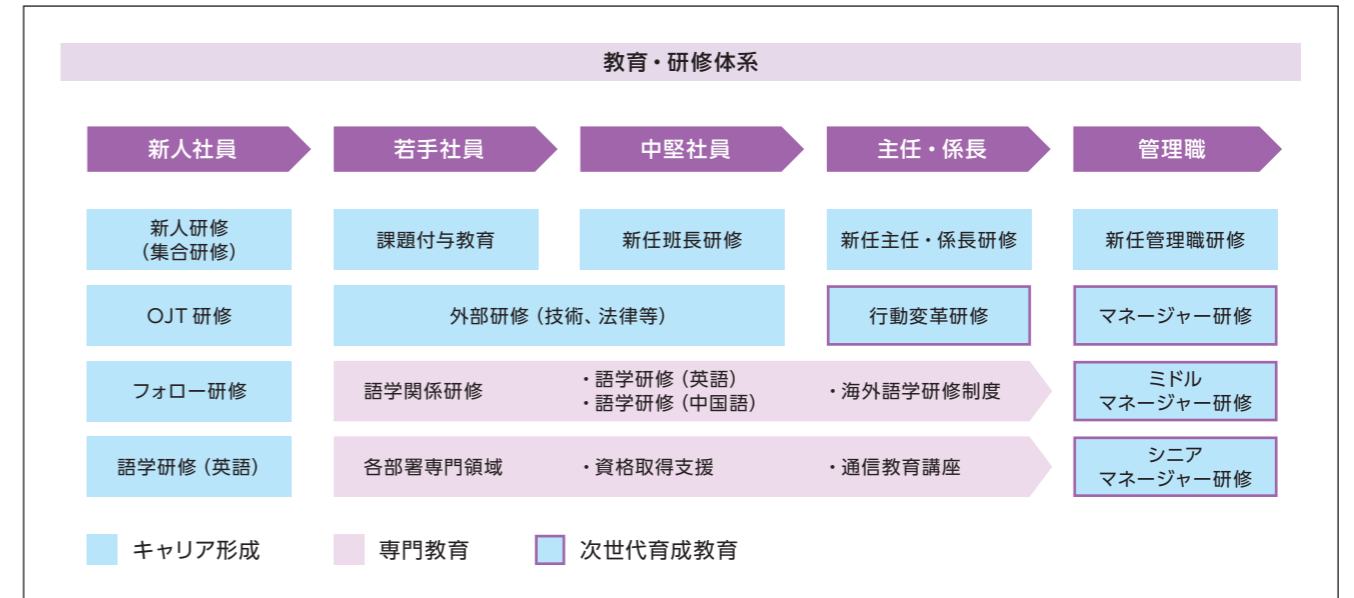 教育・研修体系
新人社員
若手社員
中堅社員
主任・係長
管理職
新人研修
(集合研修)
課題付与教育
新任班長研修
新任主任・係長研修
新任管理職研修
OJT 研修
外部研修 (技術、法律等)
行動変革研修
マネージャー研修
フォロー研修
語学関係研修
・語学研修 (英語)
・語学研修 (中国語)
・海外語学研修制度
ミドル
マネージャー研修
語学研修 (英語)
各部署専門領域
・資格取得支援
・通信教育講座
シニア
マネージャー研修
キャリア形成
専門教育
次世代育成教育